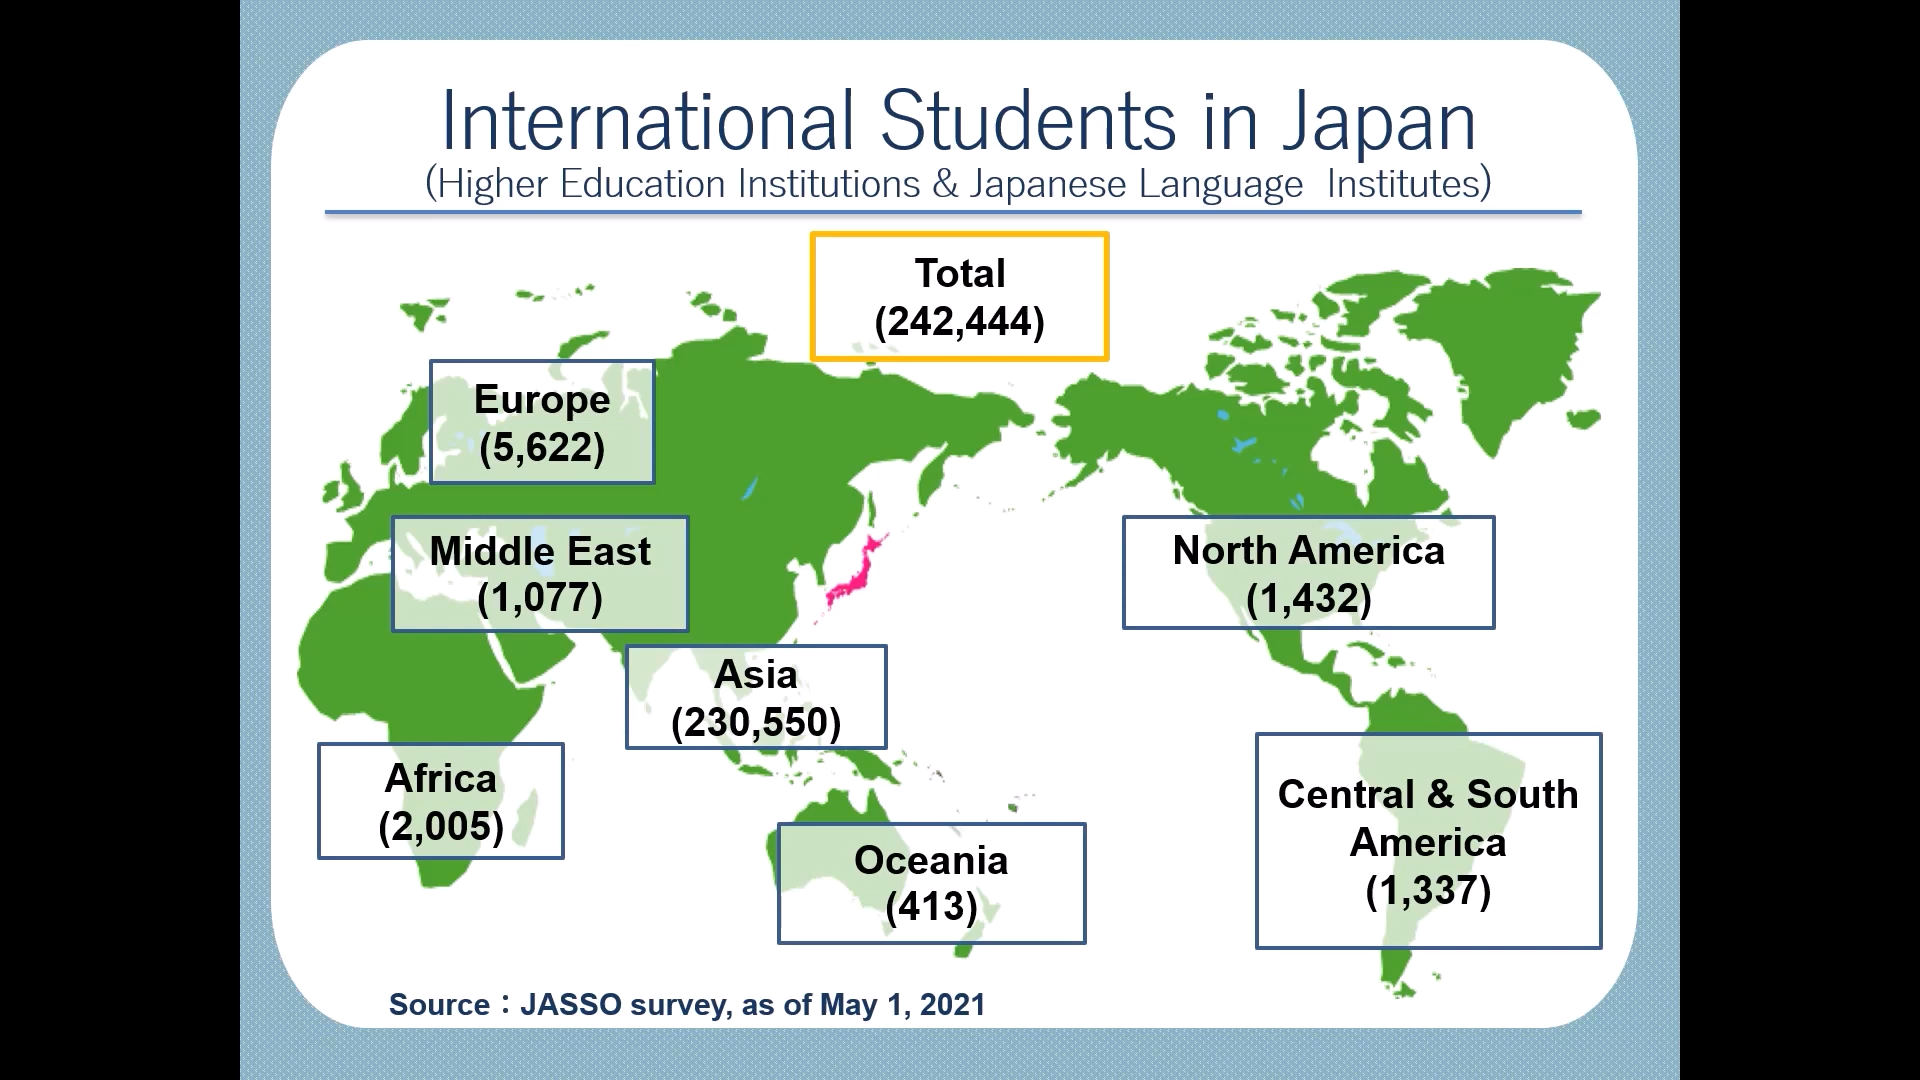 International Students in Japan
(Higher Education Institutions & Japanese Language Institutes)
Total
(242,444)
Europe
(5,622)
Middle East
(1,077)
North America
(1,432)
Asia
(230,550)
Africa
(2,005)
Central & South
America
(1,337)
Oceania
(413)
Source：JASSO survey, as of May 1, 2021